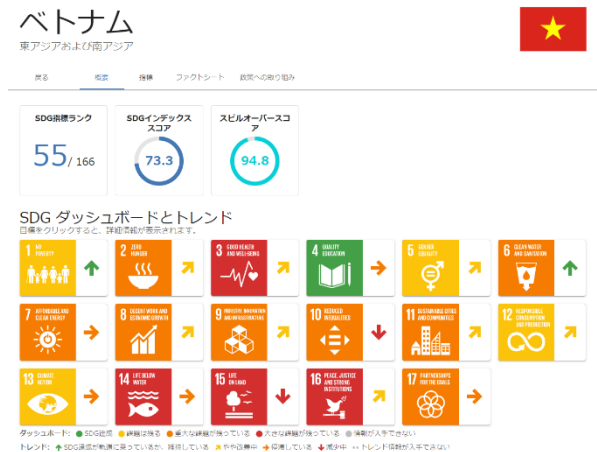 ベトナム
東アジアおよび南アジア
戻る 概要 指標 ファクトシート 政策への取り組み
SDG指標ランク
55/ 166
SDGインデックス
スコア
73.3
スピルオーバースコ
ア
94.8
SDG ダッシュボードとトレンド
目標をクリックすると、詳細情報が表示されます。
1 NO
POVERTY
2 ZERO
HUNGER
3 GOOD HEALTH
AND WELL-BEING
4 QUALITY
EDUCATION
5 GENDER
EQUALITY
6 CLEAN WATER
AND SANITATION
7 AFFORDABLE AND
CLEAN ENERGY
8 DECENT WORK AND
ECONOMIC GROWTH
9 INDUSTRY, INNOVATION
AND INFRASTRUCTURE
10 REDUCED
INEQUALITIES
11 SUSTAINABLE CITIES
AND COMMUNITIES
12 RESPONSIBLE
CONSUMPTION
AND PRODUCTION
13 CLIMATE
ACTION
14 LIFE BELOW
WATER
15 LIFE
ON LAND
16 PEACE, JUSTICE
AND STRONG
INSTITUTIONS
17 PARTNERSHIPS
FOR THE GOALS
ダッシュボード: SDG達成 課題は残る 重大な課題が残っている 大きな課題が残っている 情報が入手できない
トレンド: SDG達成が軌道に乗っているか、維持している やや改善中 停滞している 減少中 トレンド情報が入手できない